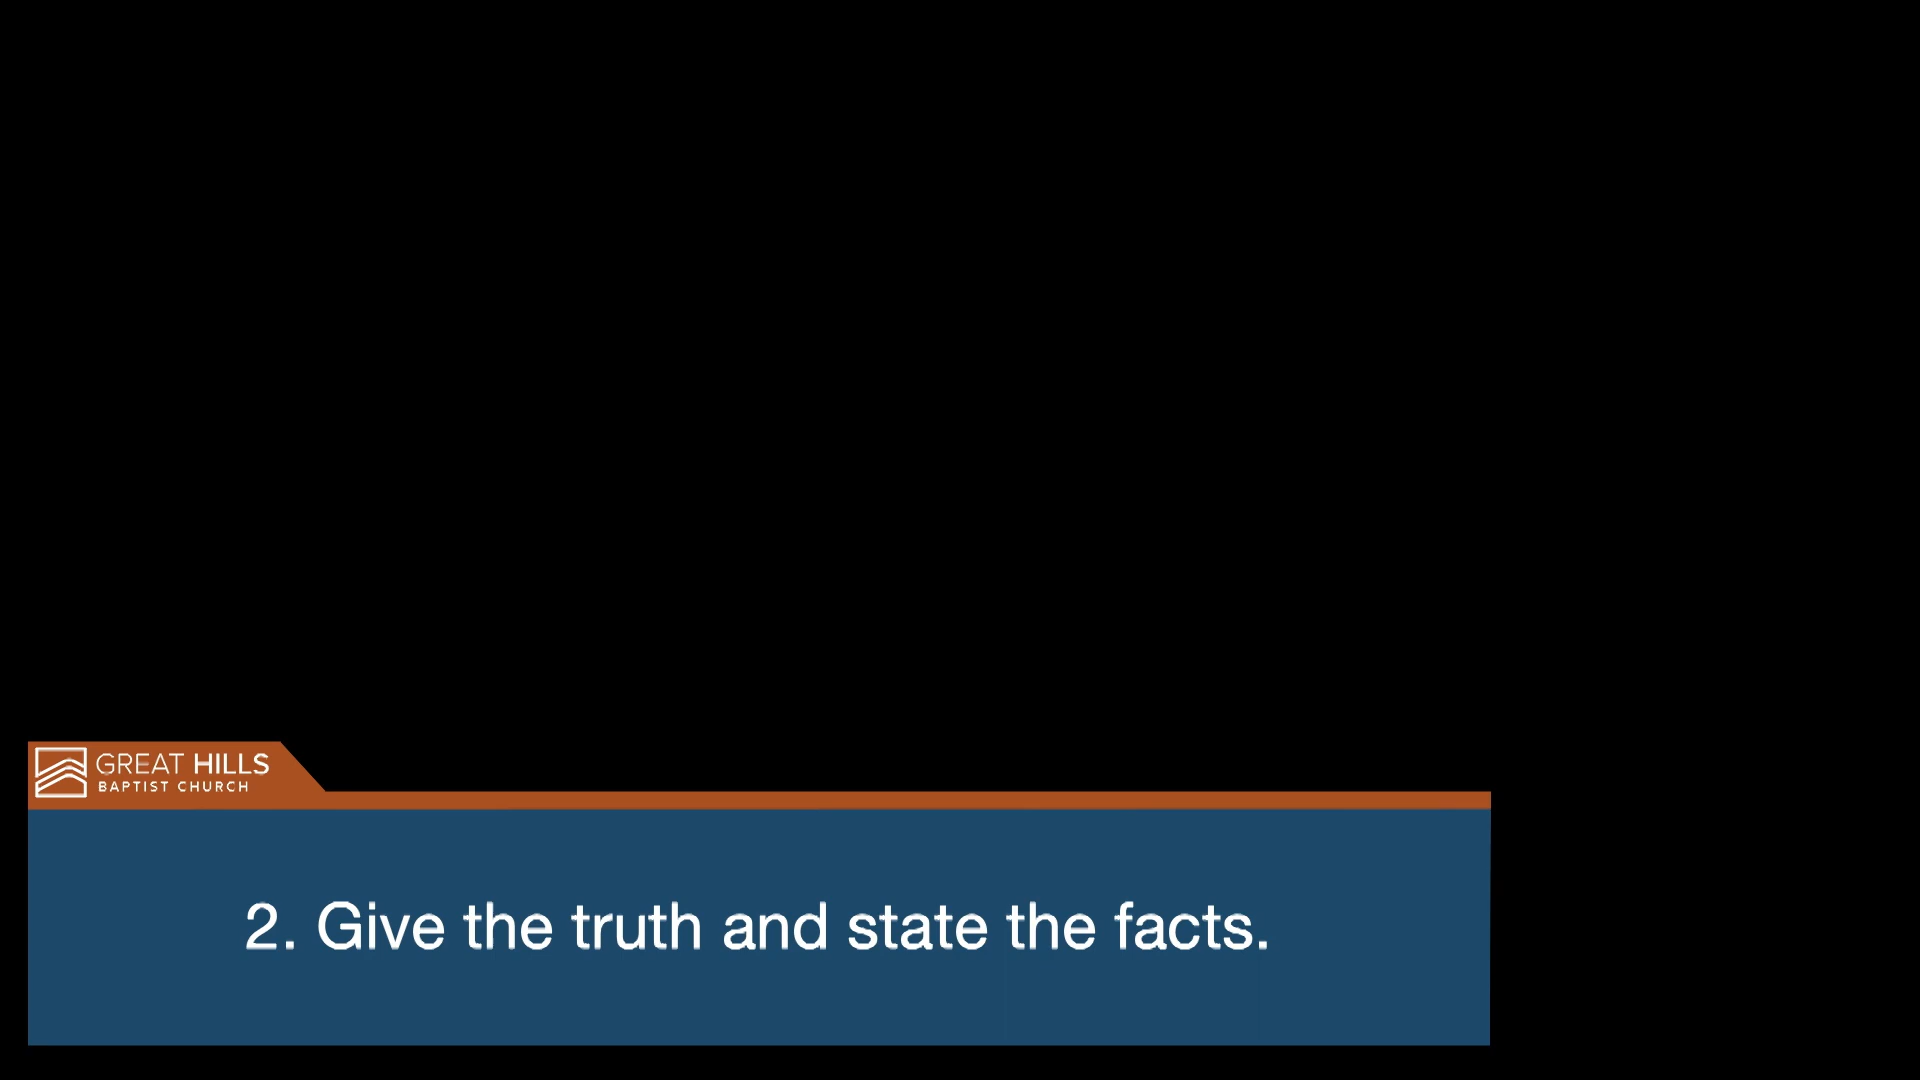 GREAT HILLS
BAPTIST CHURCH
2. Give the truth and state the facts.